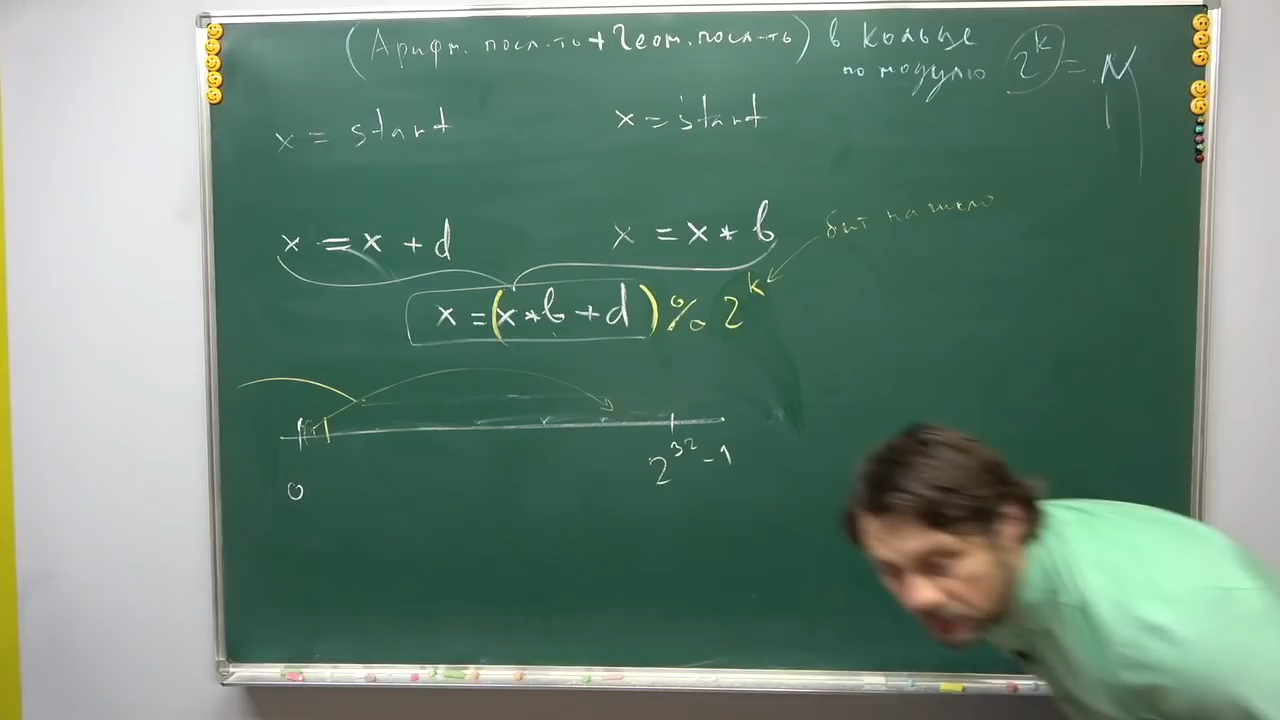 (Арифм. посл-ть + Геом. посл-ть) в кольце
по модулю 2^k = N
x = start x = start
x = x + d x = x * b
бит на число
x = (x * b + d) % 2^k
0 2^32 - 1